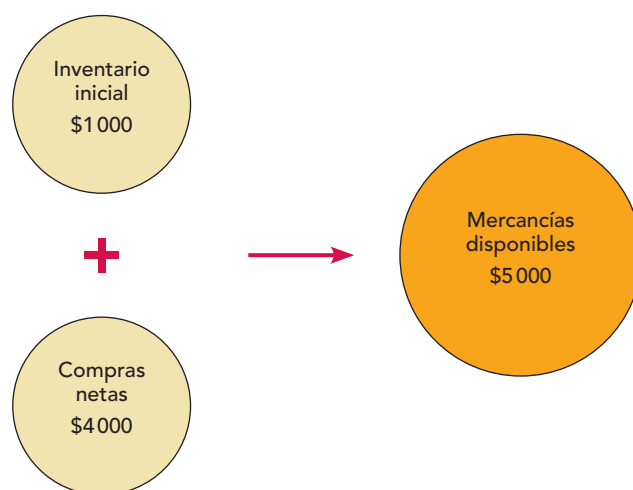 Inventario
inicial
$1 000
+
Compras
netas
$4 000
Mercancías
disponibles
$5 000